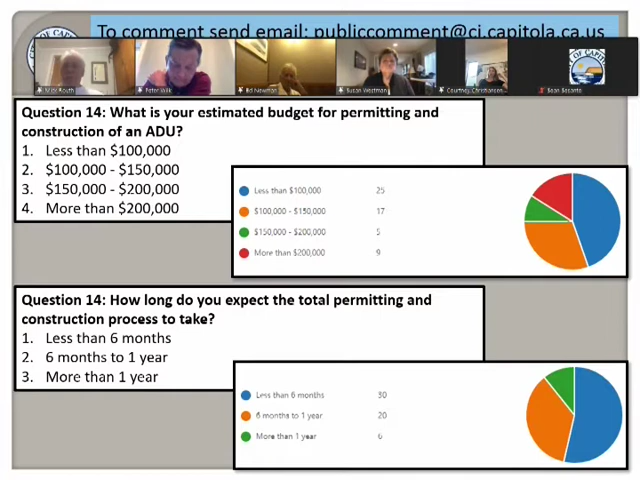 To comment send email: publiccomment@ci.capitola.ca.us
Mick Routh
Peter Wilk
Ed Newman
Susan Westman
Courtney Christiansen
Sean Sesanto
Question 14: What is your estimated budget for permitting and
construction of an ADU?
1. Less than $100,000
2. $100,000 - $150,000
3. $150,000 - $200,000
4. More than $200,000
Less than $100,000 25
$100,000 - $150,000 17
$150,000 - $200,000 5
More than $200,000 9
Question 14: How long do you expect the total permitting and
construction process to take?
1. Less than 6 months
2. 6 months to 1 year
3. More than 1 year
Less than 6 months 30
6 months to 1 year 20
More than 1 year 6